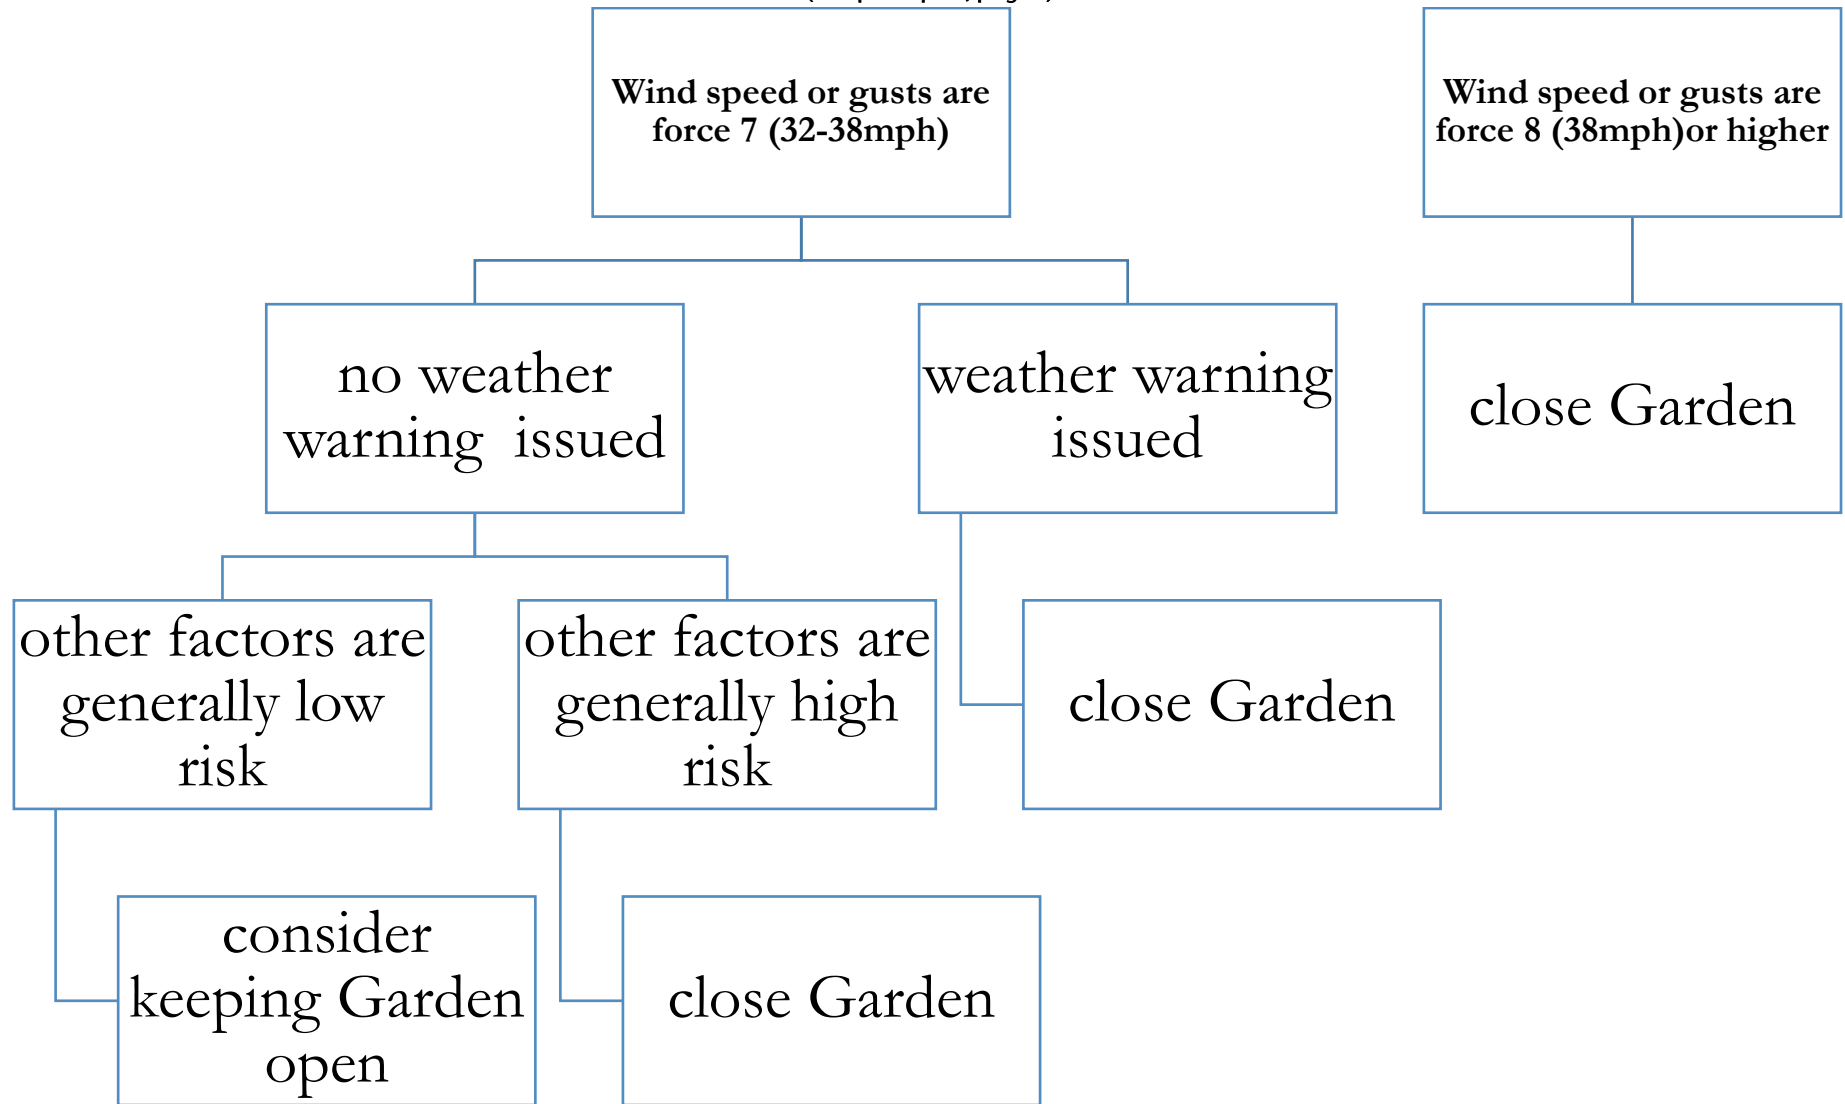 Wind speed or gusts are
force 7 (32-38mph)
Wind speed or gusts are
force 8 (38mph)or higher
no weather
warning  issued
weather warning
issued
close Garden
other factors are
generally low
risk
other factors are
generally high
risk
close Garden
consider
keeping Garden
open
close Garden